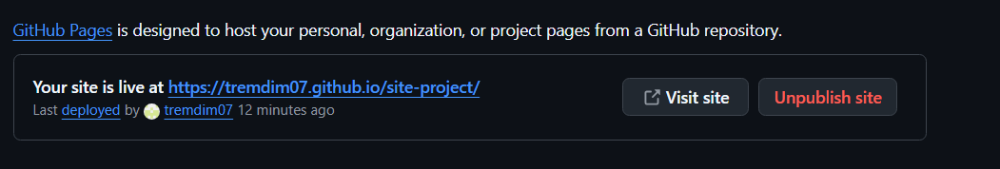 GitHub Pages is designed to host your personal, organization, or project pages from a GitHub repository.
Your site is live at https://tremdim07.github.io/site-project/
Last deployed by tremdim07 12 minutes ago
Visit site
Unpublish site